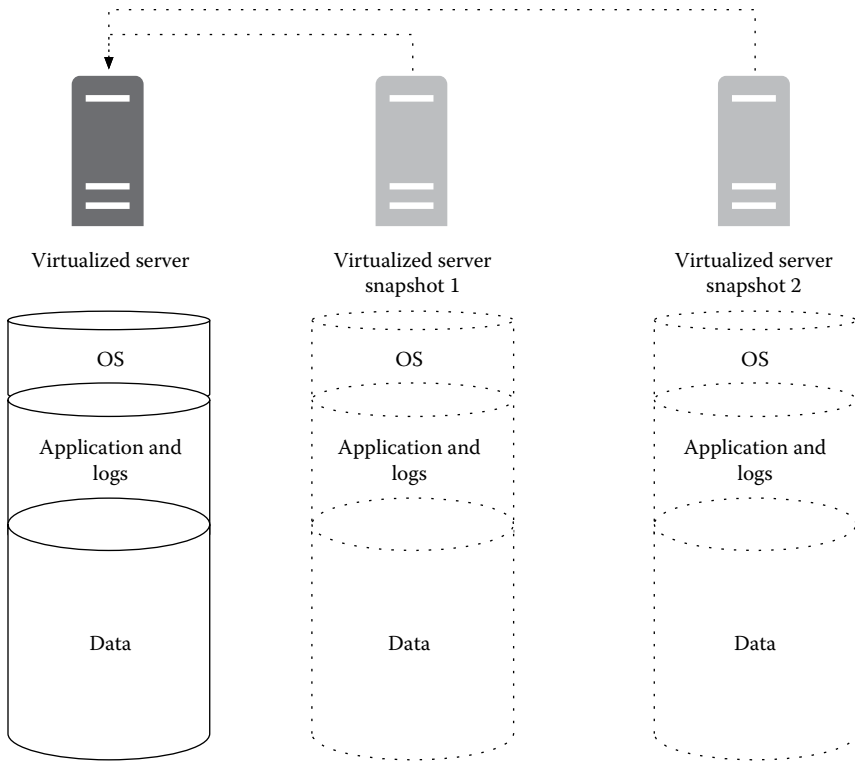 Virtualized server
Virtualized server
snapshot 1
Virtualized server
snapshot 2
OS
OS
OS
Application and
logs
Application and
logs
Application and
logs
Data
Data
Data